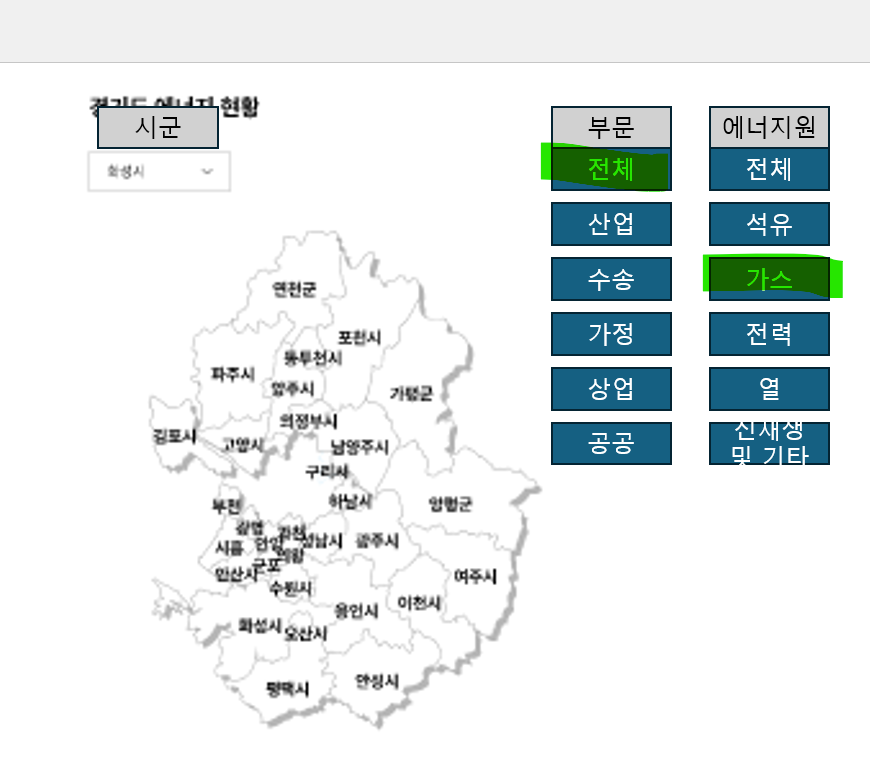 경기도 에너지 현황
시군
화성시
부문
전체
산업
수송
가정
상업
공공
에너지원
전체
석유
가스
전력
열
신재생
및 기타
연천군
포천시
동두천시
파주시
양주시
가평군
의정부시
김포시
고양시
남양주시
구리시
하남시
양평군
부천
광명
과천
시흥
안양
성남시
광주시
의왕
군포
안산시
여주시
수원시
이천시
용인시
화성시
오산시
평택시
안성시